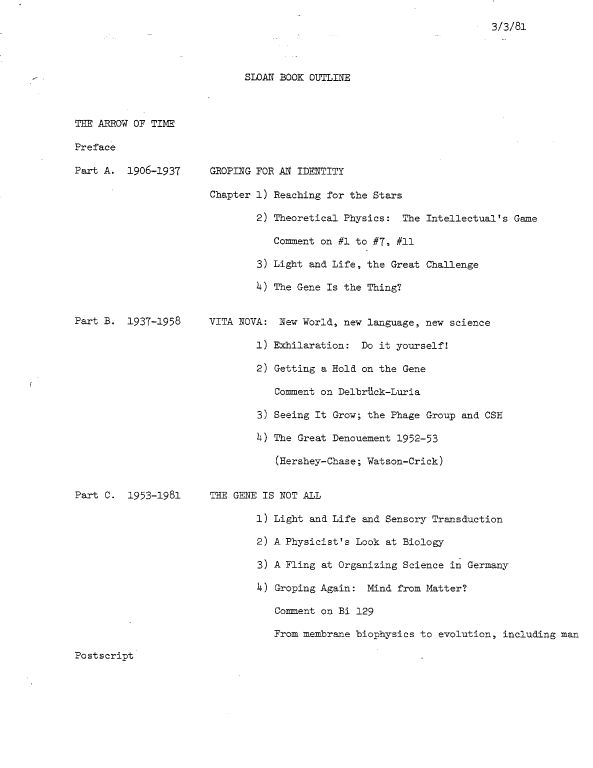 3/3/81
SLOAN BOOK OUTLINE
THE ARROW OF TIME
Preface
Part A. 1906-1937 GROPING FOR AN IDENTITY
Chapter 1) Reaching for the Stars
2) Theoretical Physics: The Intellectual's Game
Comment on #1 to #7, #11
3) Light and Life, the Great Challenge
4) The Gene Is the Thing?
Part B. 1937-1958 VITA NOVA: New World, new language, new science
1) Exhilaration: Do it yourself!
2) Getting a Hold on the Gene
Comment on Delbrück-Luria
3) Seeing It Grow; the Phage Group and CSH
4) The Great Denouement 1952-53
(Hershey-Chase; Watson-Crick)
Part C. 1953-1981 THE GENE IS NOT ALL
1) Light and Life and Sensory Transduction
2) A Physicist's Look at Biology
3) A Fling at Organizing Science in Germany
4) Groping Again: Mind from Matter?
Comment on Bi 129
From membrane biophysics to evolution, including man
Postscript